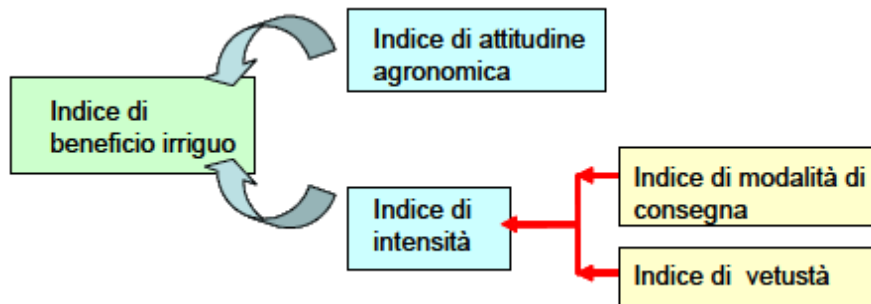 Indice di attitudine
agronomica
Indice di
beneficio irriguo
Indice di
intensità
Indice di modalità di
consegna
Indice di vetustà